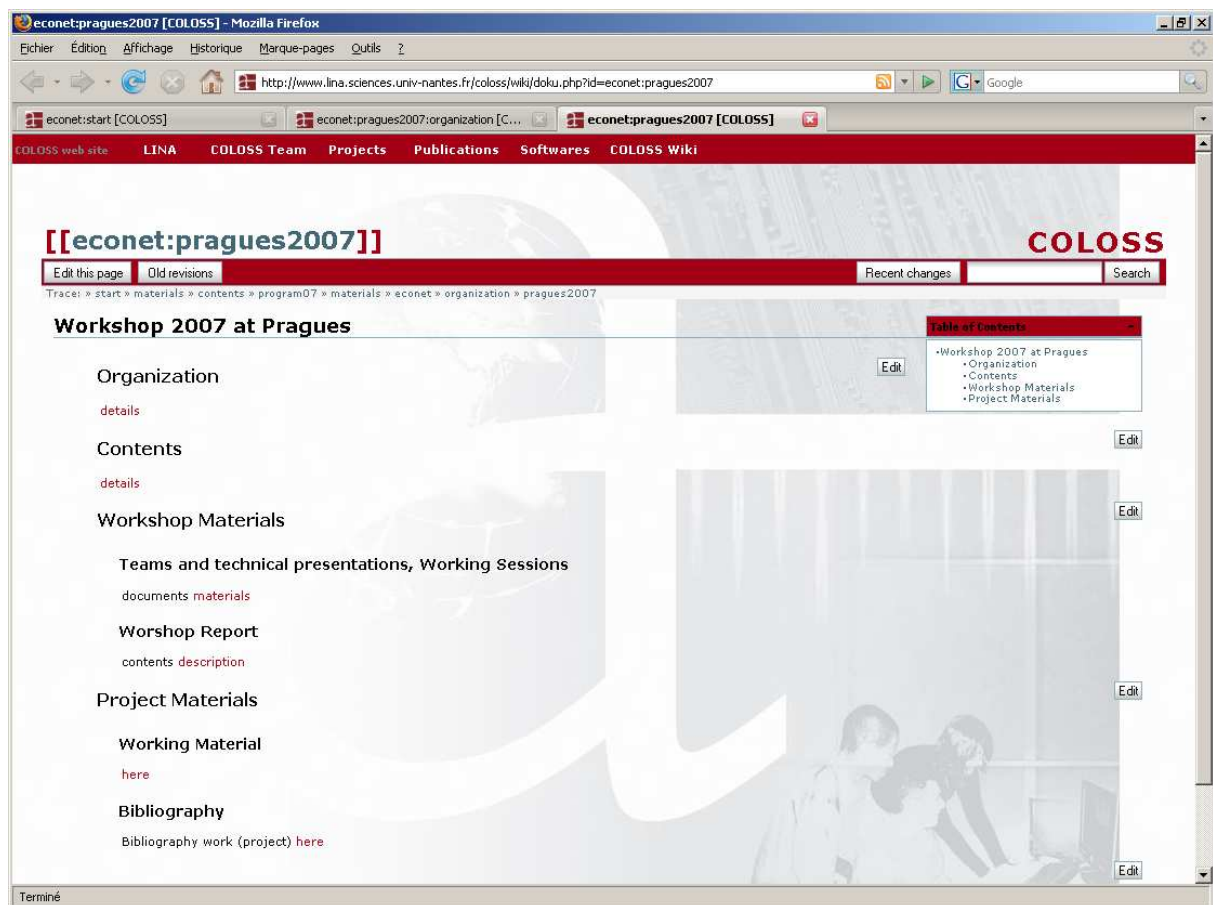 econet:pragues2007 [COLOSS] - Mozilla Firefox
Fichier Édition Affichage Historique Marque-pages Outils ?
http://www.lina.sciences.univ-nantes.fr/coloss/wiki/doku.php?id=econet:pragues2007 G Google
econet:start [COLOSS] econet:pragues2007:organization [C... econet:pragues2007 [COLOSS]
COLOSS web site LINA COLOSS Team Projects Publications Softwares COLOSS Wiki
[[econet:pragues2007]] COLOSS
Edit this page Old revisions Recent changes Search
Trace: » start » materials » contents » program07 » materials » econet » organization » pragues2007
Workshop 2007 at Pragues
Table of Contents
•Workshop 2007 at Pragues
•Organization
•Contents
•Workshop Materials
•Project Materials
Edit
Organization
details
Edit
Contents
details
Edit
Workshop Materials
Teams and technical presentations, Working Sessions
documents materials
Worshop Report
contents description
Edit
Project Materials
Working Material
here
Bibliography
Bibliography work (project) here
Edit
Terminé